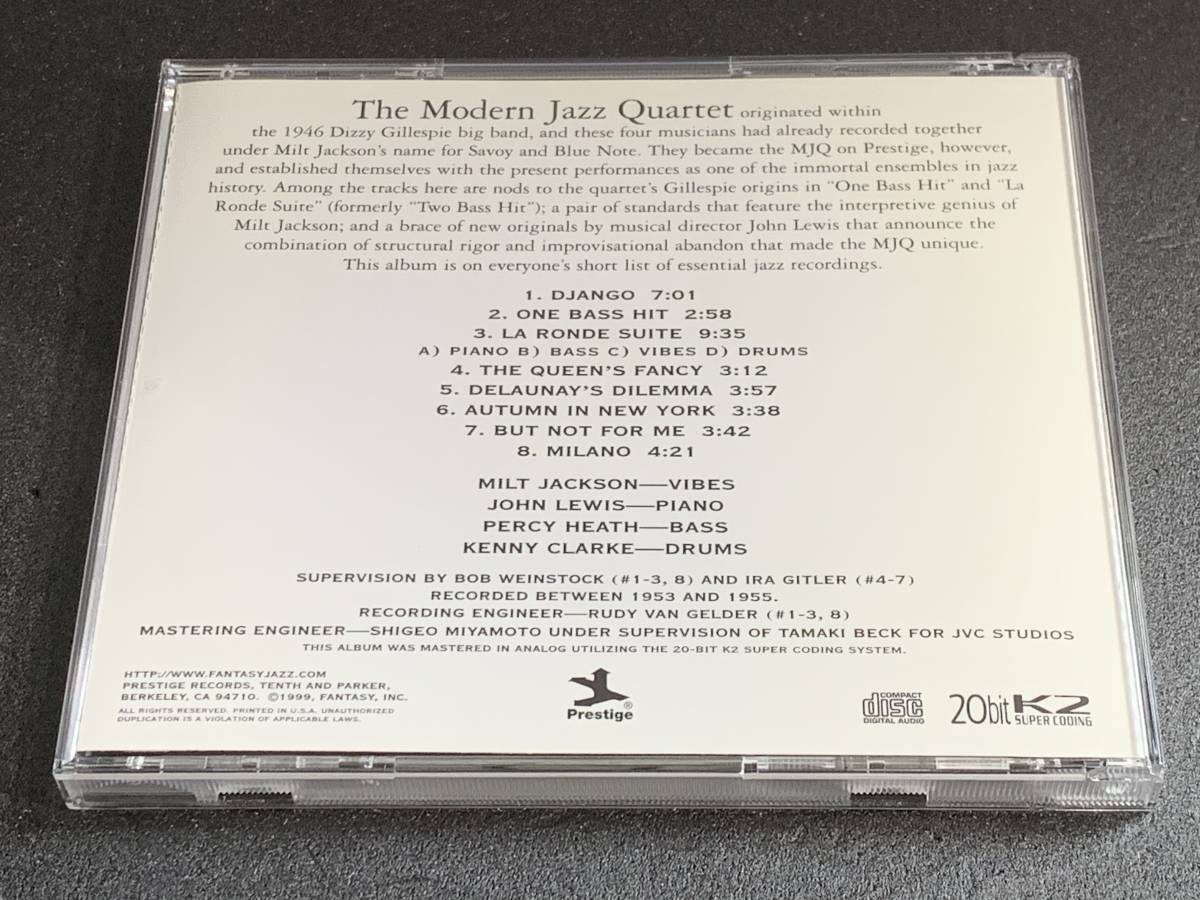 The Modern Jazz Quartet originated within
the 1946 Dizzy Gillespie big band, and these four musicians had already recorded together
under Milt Jackson's name for Savoy and Blue Note. They became the MJQ on Prestige, however,
and established themselves with the present performances as one of the immortal ensembles in jazz
history. Among the tracks here are nods to the quartet's Gillespie origins in "One Bass Hit" and "La
Ronde Suite" (formerly "Two Bass Hit"); a pair of standards that feature the interpretive genius of
Milt Jackson; and a brace of new originals by musical director John Lewis that announce the
combination of structural rigor and improvisational abandon that made the MJQ unique.
This album is on everyone's short list of essential jazz recordings.
1. DJANGO 7:01
2. ONE BASS HIT 2:58
3. LA RONDE SUITE 9:35
A) PIANO B) BASS C) VIBES D) DRUMS
4. THE QUEEN'S FANCY 3:12
5. DELAUNAY'S DILEMMA 3:57
6. AUTUMN IN NEW YORK 3:38
7. BUT NOT FOR ME 3:42
8. MILANO 4:21
MILT JACKSON—VIBES
JOHN LEWIS—PIANO
PERCY HEATH—BASS
KENNY CLARKE—DRUMS
SUPERVISION BY BOB WEINSTOCK (#1-3, 8) AND IRA GITLER (#4-7)
RECORDED BETWEEN 1953 AND 1955.
RECORDING ENGINEER—RUDY VAN GELDER (#1-3, 8)
MASTERING ENGINEER—SHIGEO MIYAMOTO UNDER SUPERVISION OF TAMAKI BECK FOR JVC STUDIOS
THIS ALBUM WAS MASTERED IN ANALOG UTILIZING THE 20-BIT K2 SUPER CODING SYSTEM.
HTTP://WWW.FANTASYJAZZ.COM
PRESTIGE RECORDS, TENTH AND PARKER,
BERKELEY, CA 94710. ©1999, FANTASY, INC.
ALL RIGHTS RESERVED. PRINTED IN U.S.A. UNAUTHORIZED
DUPLICATION IS A VIOLATION OF APPLICABLE LAWS.
Prestige®
COMPACT
disc
DIGITAL AUDIO
20bit K2
SUPER CODING